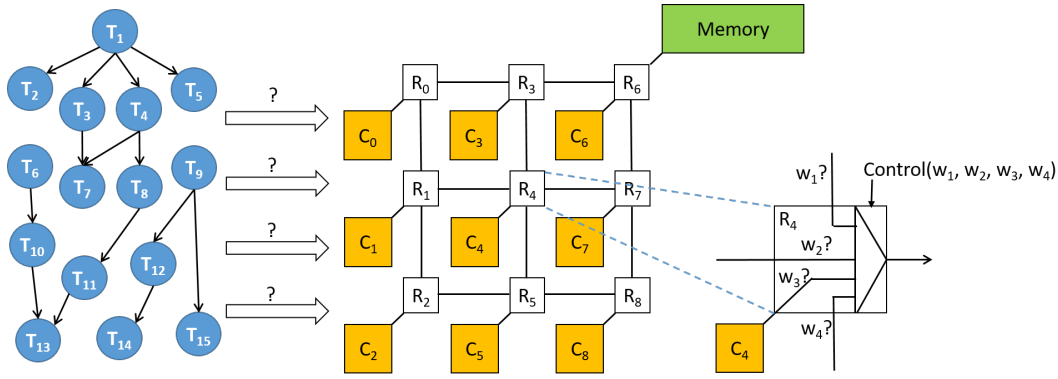 T1
T2
T3
T4
T5
T6
T7
T8
T9
T10
T11
T12
T13
T14
T15
?
?
?
?
Memory
R0
R3
R6
C0
C3
C6
R1
R4
R7
C1
C4
C7
R2
R5
R8
C2
C5
C8
w1?
Control(w1, w2, w3, w4)
R4
w2?
w3?
w4?
C4